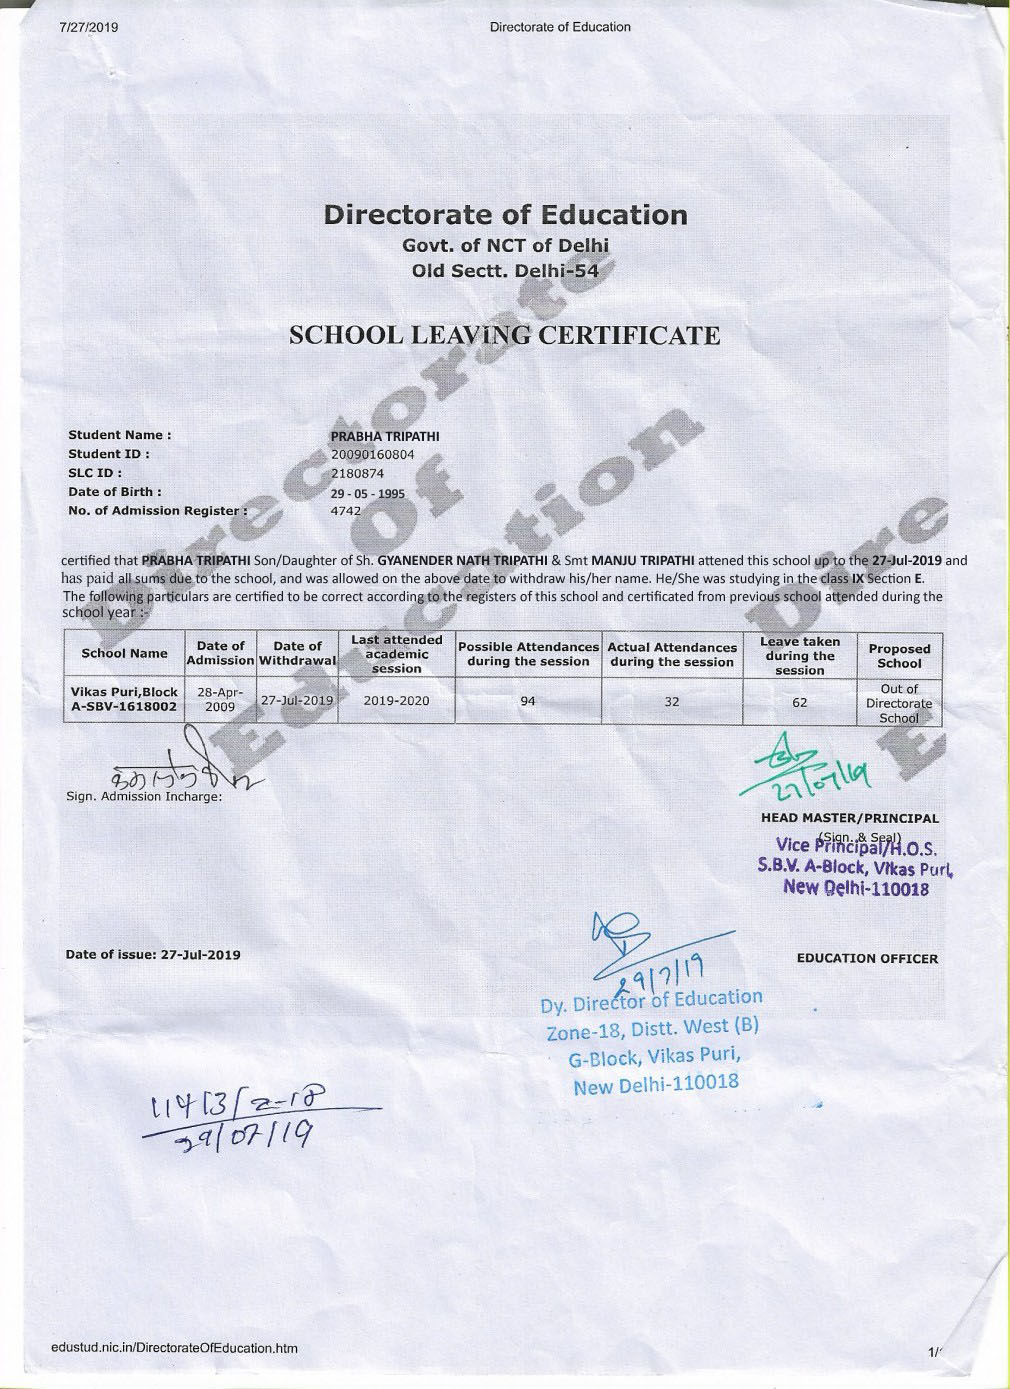 7/27/2019
Directorate of Education
Directorate of Education
Govt. of NCT of Delhi
Old Sectt. Delhi-54
SCHOOL LEAVING CERTIFICATE
Student Name : PRABHA TRIPATHI
Student ID : 20090160804
SLC ID : 2180874
Date of Birth : 29 - 05 - 1995
No. of Admission Register : 4742
certified that PRABHA TRIPATHI Son/Daughter of Sh. GYANENDER NATH TRIPATHI & Smt MANJU TRIPATHI attened this school up to the 27-Jul-2019 and
has paid all sums due to the school, and was allowed on the above date to withdraw his/her name. He/She was studying in the class IX Section E.
The following particulars are certified to be correct according to the registers of this school and certificated from previous school attended during the
school year :-
School Name | Date of Admission | Date of Withdrawal | Last attended academic session | Possible Attendances during the session | Actual Attendances during the session | Leave taken during the session | Proposed School
Vikas Puri,Block A-SBV-1618002 | 28-Apr-2009 | 27-Jul-2019 | 2019-2020 | 94 | 32 | 62 | Out of Directorate School
Sign. Admission Incharge:
27/07/19
HEAD MASTER/PRINCIPAL
(Sign. & Seal)
Vice Principal/H.O.S.
S.B.V. A-Block, Vikas Puri,
New Delhi-110018
Date of issue: 27-Jul-2019
EDUCATION OFFICER
29/7/19
Dy. Director of Education
Zone-18, Distt. West (B)
G-Block, Vikas Puri,
New Delhi-110018
29/07/19
edustud.nic.in/DirectorateOfEducation.htm
Directorate Of Education
Dire
E